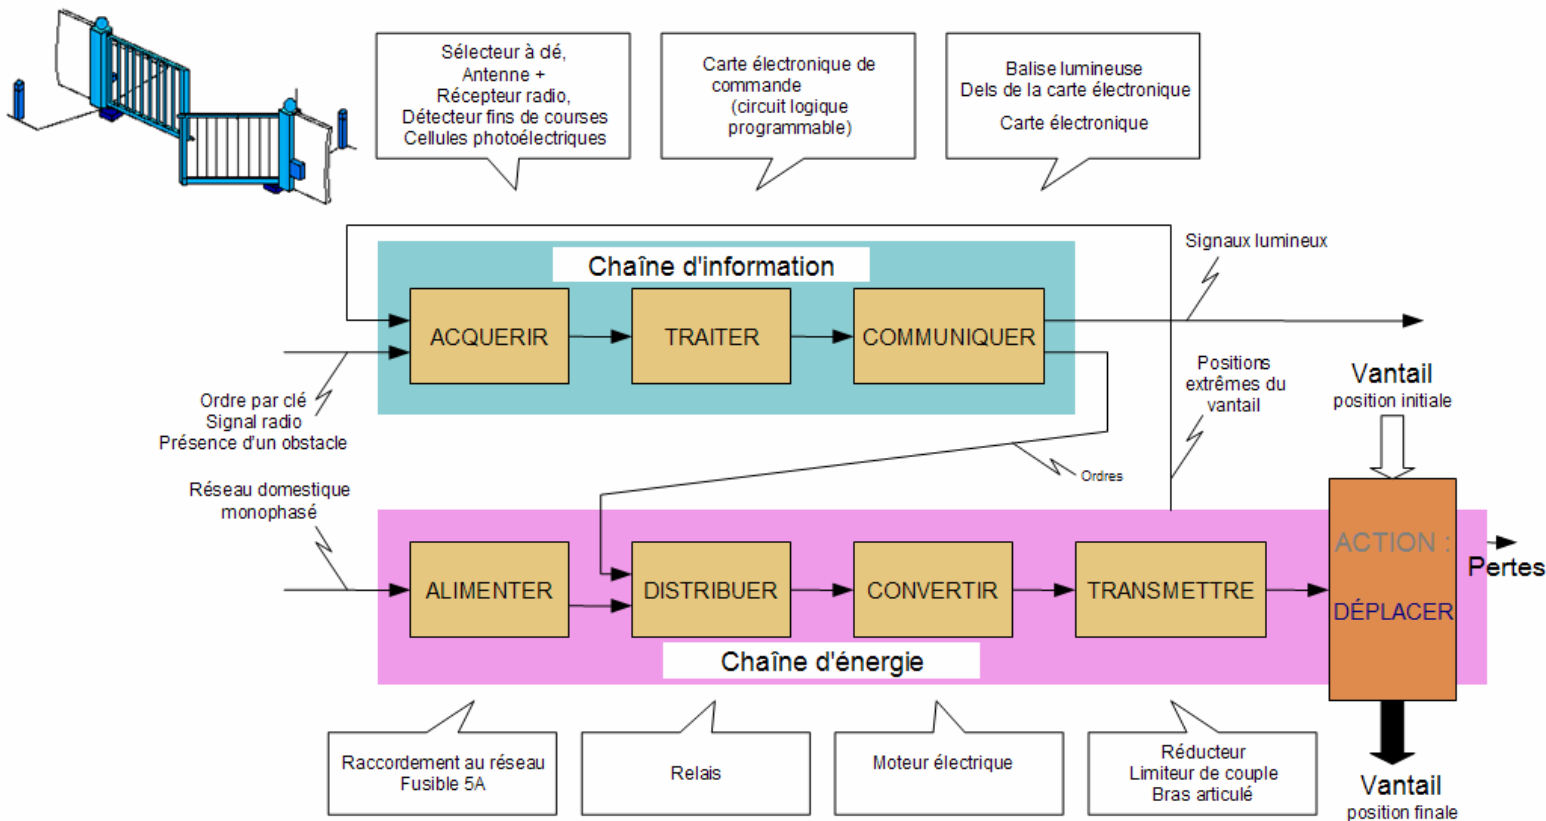 Sélecteur à clé,
Antenne +
Récepteur radio,
Détecteur fins de courses
Cellules photoélectriques
Carte électronique de
commande
(circuit logique
programmable)
Balise lumineuse
Dels de la carte électronique
Carte électronique
Signaux lumineux
Chaîne d'information
ACQUERIR
TRAITER
COMMUNIQUER
Ordre par clé
Signal radio
Présence d'un obstacle
Positions
extrêmes du
vantail
Vantail
position initiale
Ordres
Réseau domestique
monophasé
ALIMENTER
DISTRIBUER
CONVERTIR
TRANSMETTRE
ACTION :
DÉPLACER
Pertes
Chaîne d'énergie
Raccordement au réseau
Fusible 5A
Relais
Moteur électrique
Réducteur
Limiteur de couple
Bras articulé
Vantail
position finale